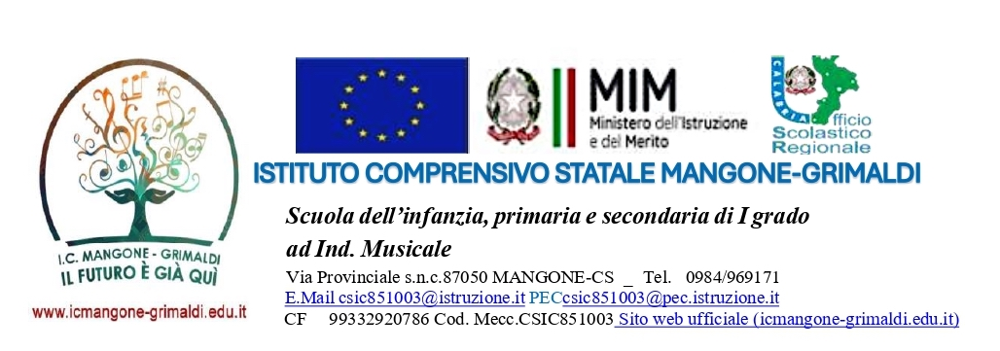 MIM
Ministero dell'Istruzione
e del Merito
CALABRIA
Ufficio
Scolastico
Regionale
ISTITUTO COMPRENSIVO STATALE MANGONE-GRIMALDI
Scuola dell'infanzia, primaria e secondaria di I grado
ad Ind. Musicale
I.C. MANGONE - GRIMALDI
IL FUTURO È GIÀ QUÌ
www.icmangone-grimaldi.edu.it
Via Provinciale s.n.c.87050 MANGONE-CS _ Tel. 0984/969171
E.Mail csic851003@istruzione.it PECcsic851003@pec.istruzione.it
CF 99332920786 Cod. Mecc.CSIC851003 Sito web ufficiale (icmangone-grimaldi.edu.it)